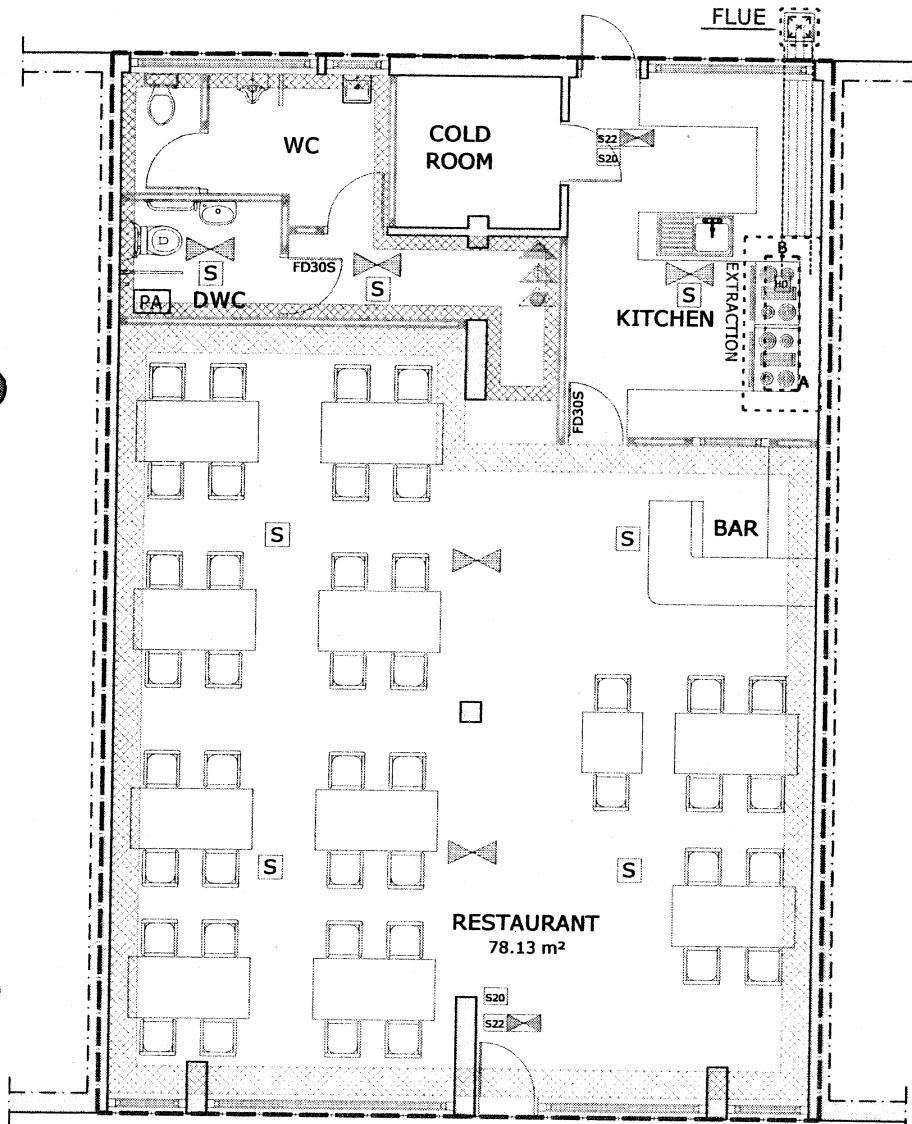 FLUE
WC
COLD
ROOM
S22
S20
D
S
FD30S
S
PA
DWC
S
KITCHEN
EXTRACTION
B
HD
A
FD30S
S
S
BAR
S
S
RESTAURANT
78.13 m²
S20
S22